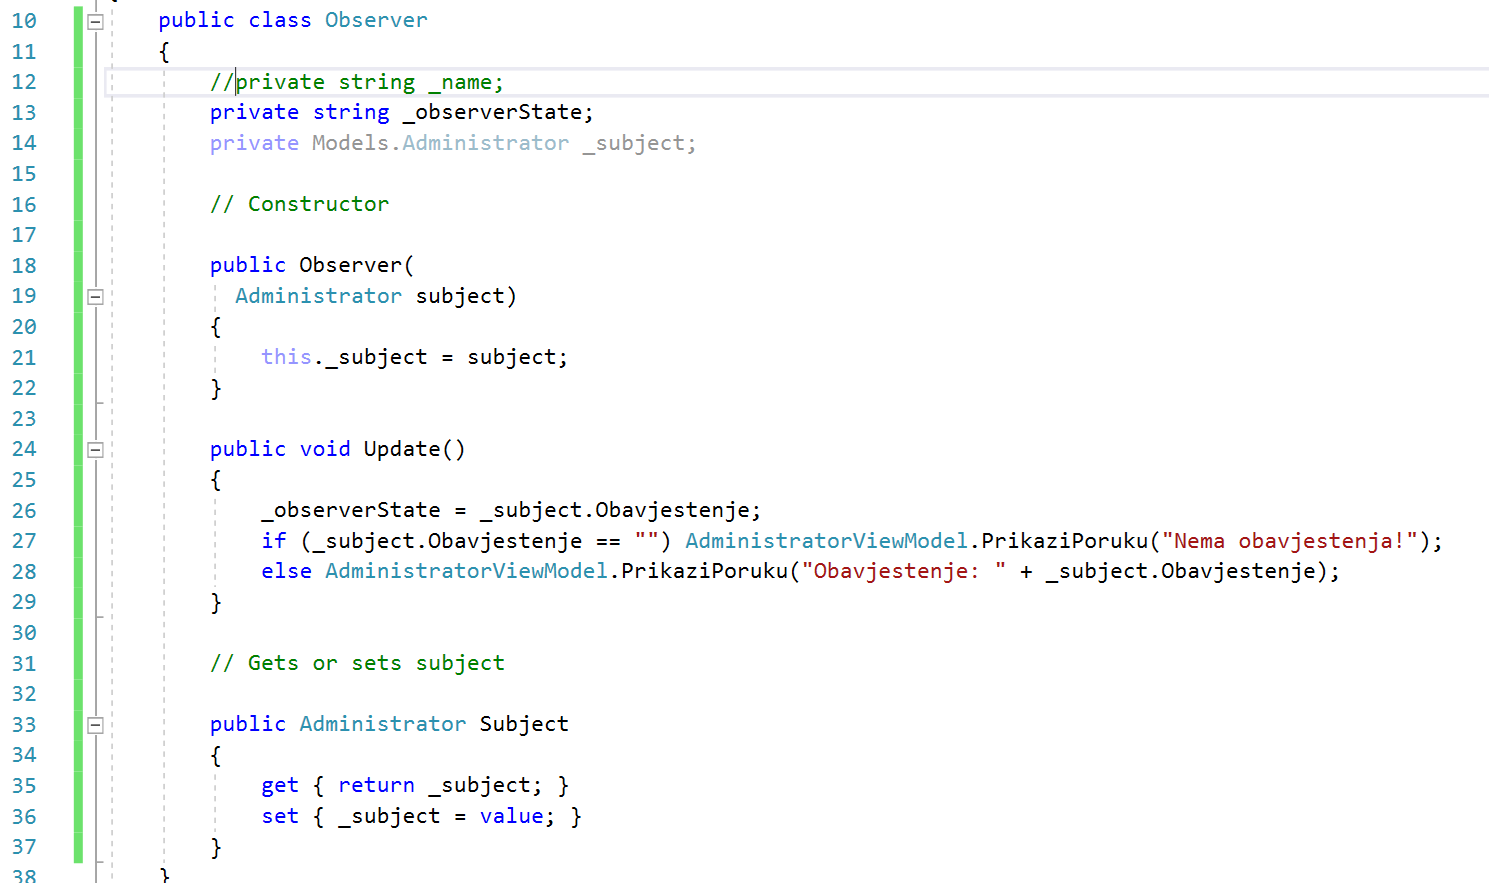 10 public class Observer
11 {
12 //private string _name;
13 private string _observerState;
14 private Models.Administrator _subject;
15
16 // Constructor
17
18 public Observer(
19 Administrator subject)
20 {
21 this._subject = subject;
22 }
23
24 public void Update()
25 {
26 _observerState = _subject.Obavjestenje;
27 if (_subject.Obavjestenje == "") AdministratorViewModel.PrikaziPoruku("Nema obavjestenja!");
28 else AdministratorViewModel.PrikaziPoruku("Obavjestenje: " + _subject.Obavjestenje);
29 }
30
31 // Gets or sets subject
32
33 public Administrator Subject
34 {
35 get { return _subject; }
36 set { _subject = value; }
37 }
38 }